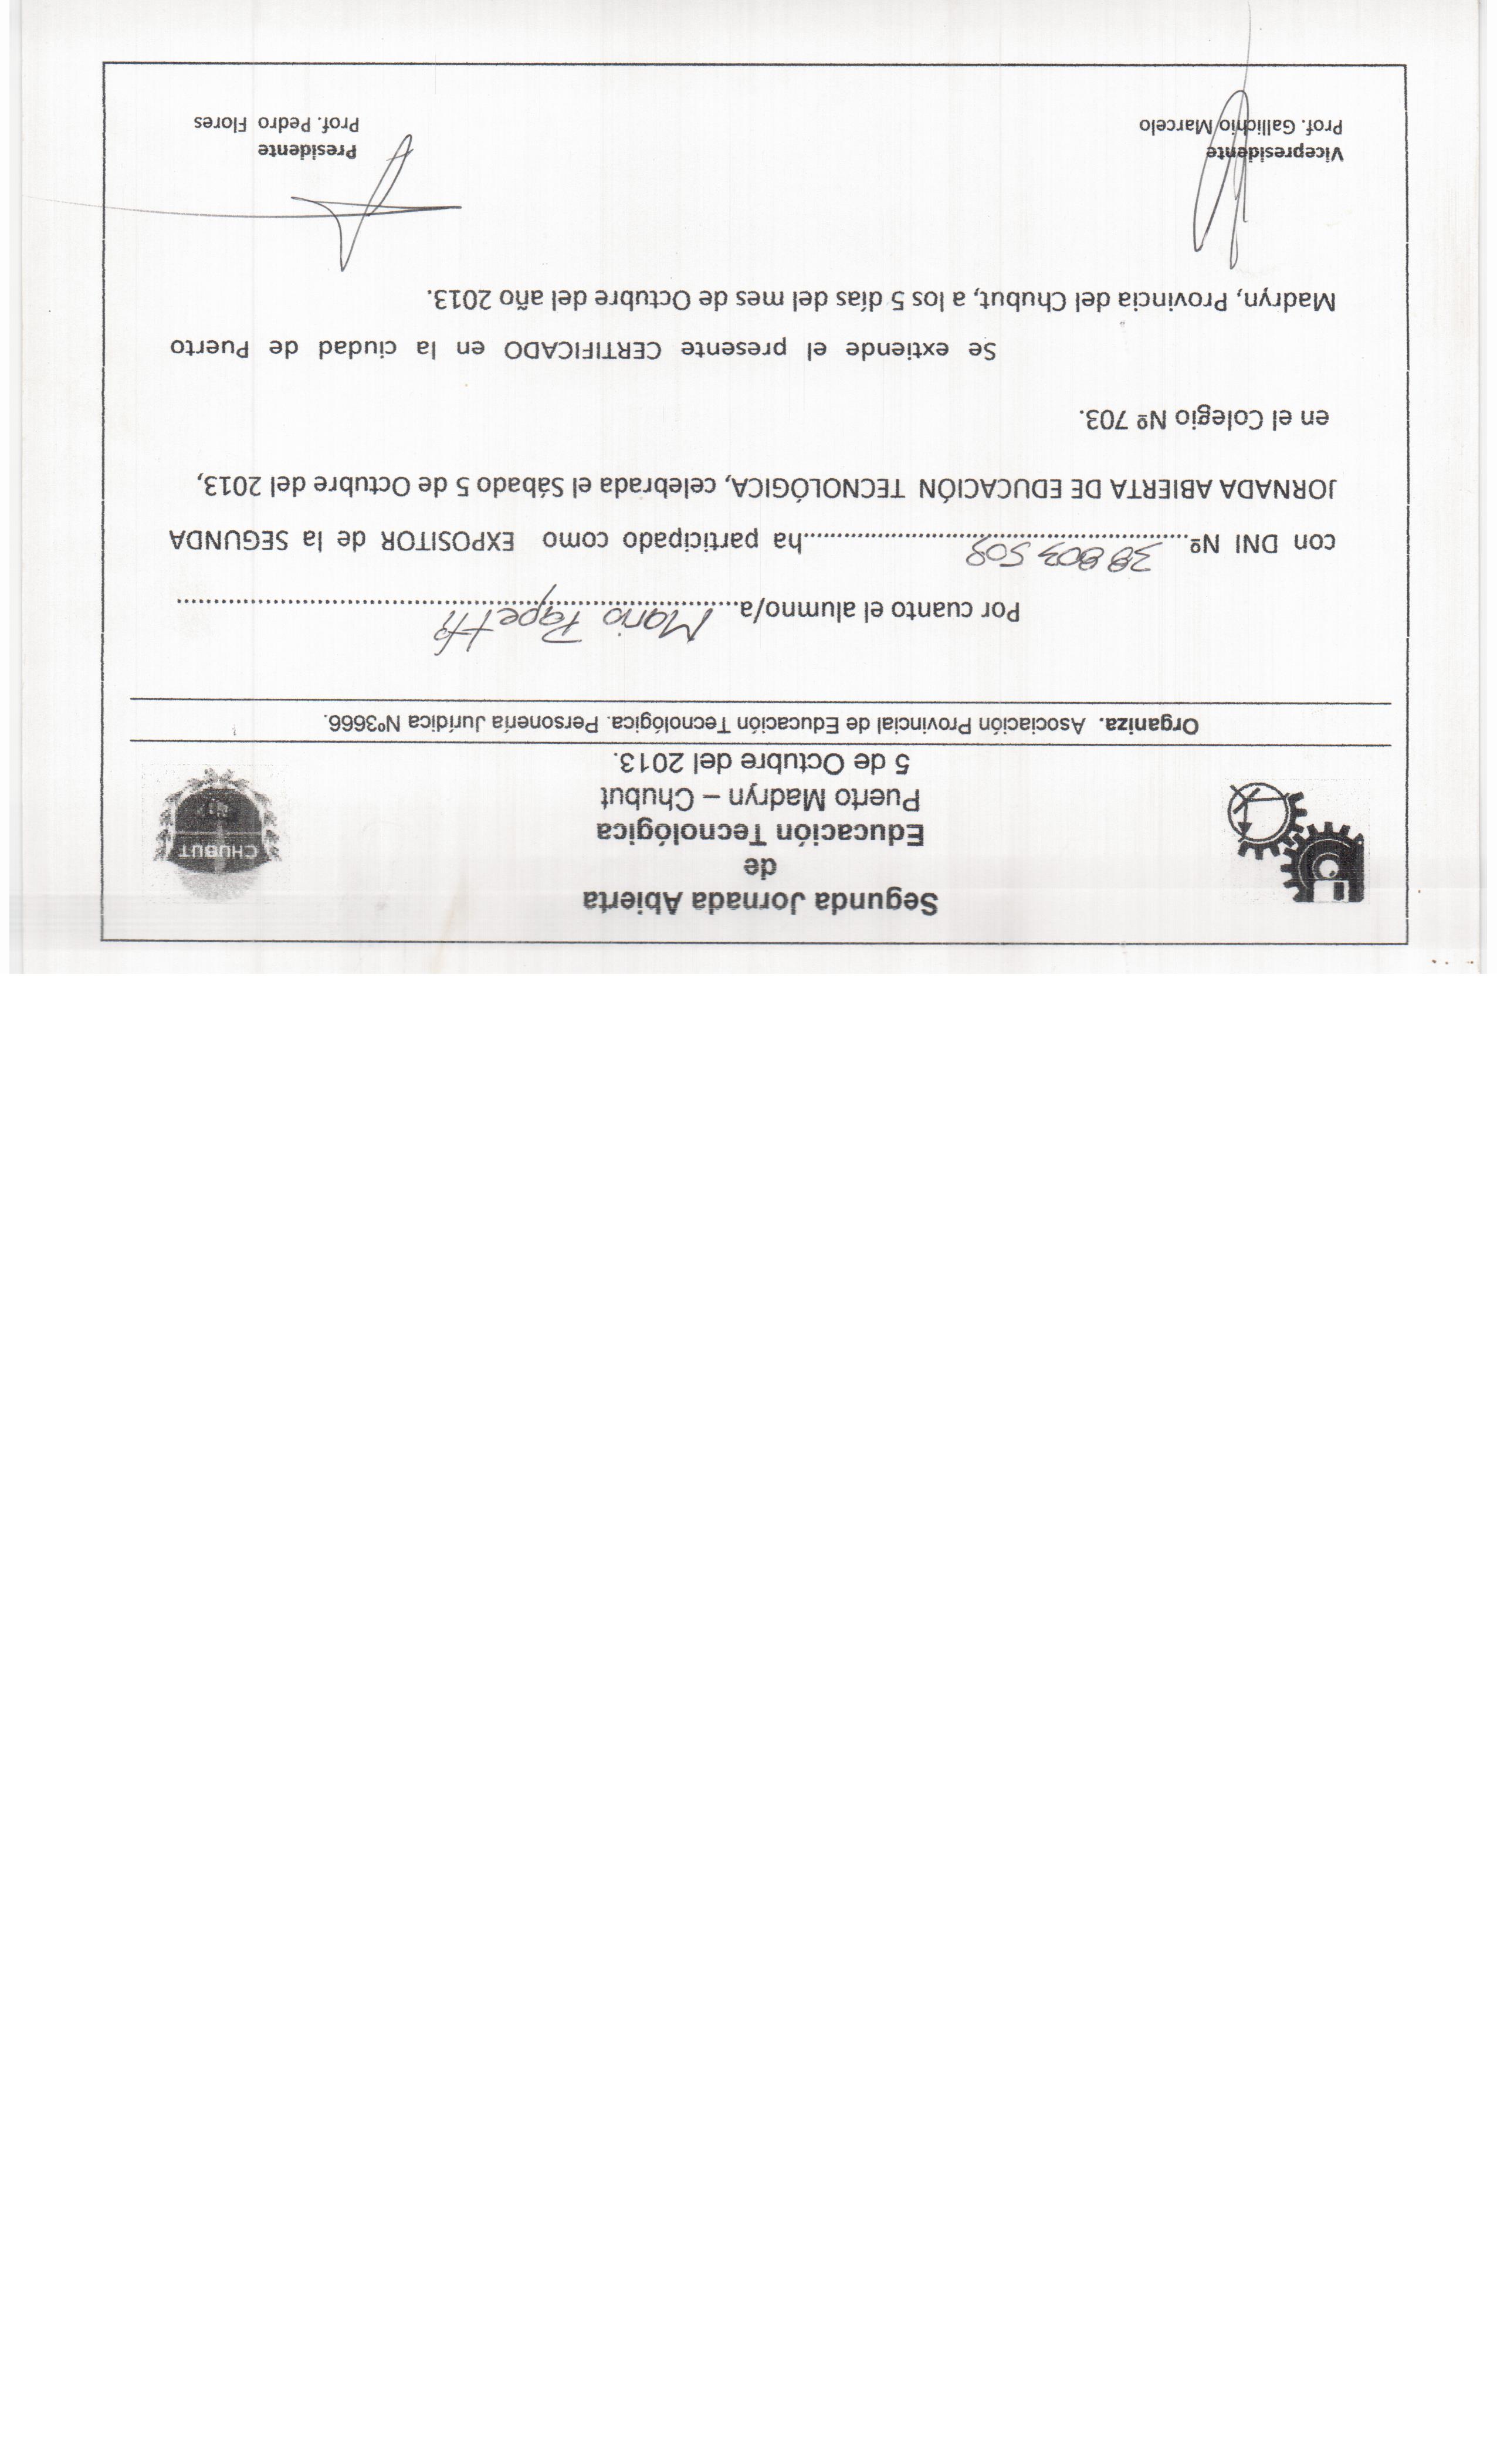 CHUBUT
Segunda Jornada Abierta
de
Educación Tecnológica
Puerto Madryn – Chubut
5 de Octubre del 2013.
Organiza. Asociación Provincial de Educación Tecnológica. Personería Jurídica Nº3666.
Por cuanto el alumno/a Mario
con DNI Nº 38 803 508 ha participado como EXPOSITOR de la SEGUNDA
JORNADA ABIERTA DE EDUCACIÓN TECNOLÓGICA, celebrada el Sábado 5 de Octubre del 2013,
en el Colegio Nº 703.
Se extiende el presente CERTIFICADO en la ciudad de Puerto
Madryn, Provincia del Chubut, a los 5 días del mes de Octubre del año 2013.
Vicepresidente
Prof. Gallichio Marcelo
Presidente
Prof. Pedro Flores